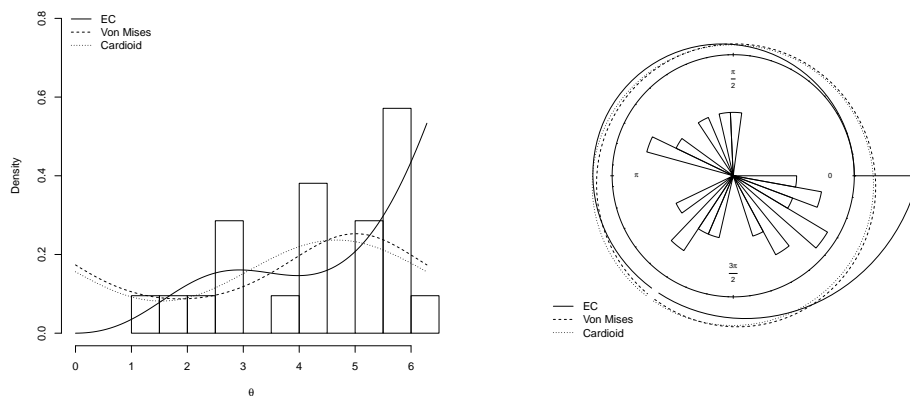 EC
Von Mises
Cardioid
0.8
0.6
0.4
0.2
0.0
Density
0 1 2 3 4 5 6
θ
π
2
π
0
3π
2
EC
Von Mises
Cardioid